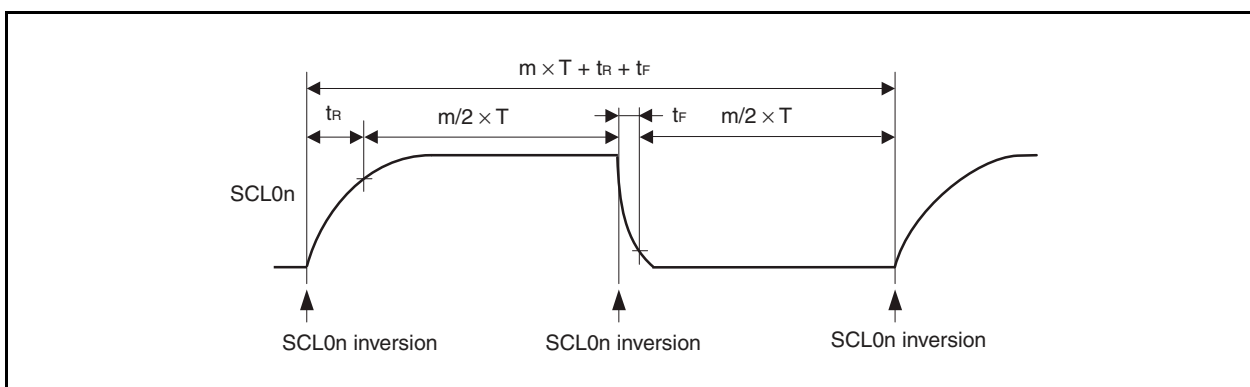 m × T + tR + tF
tR
m/2 × T
tF
m/2 × T
SCL0n
SCL0n inversion
SCL0n inversion
SCL0n inversion